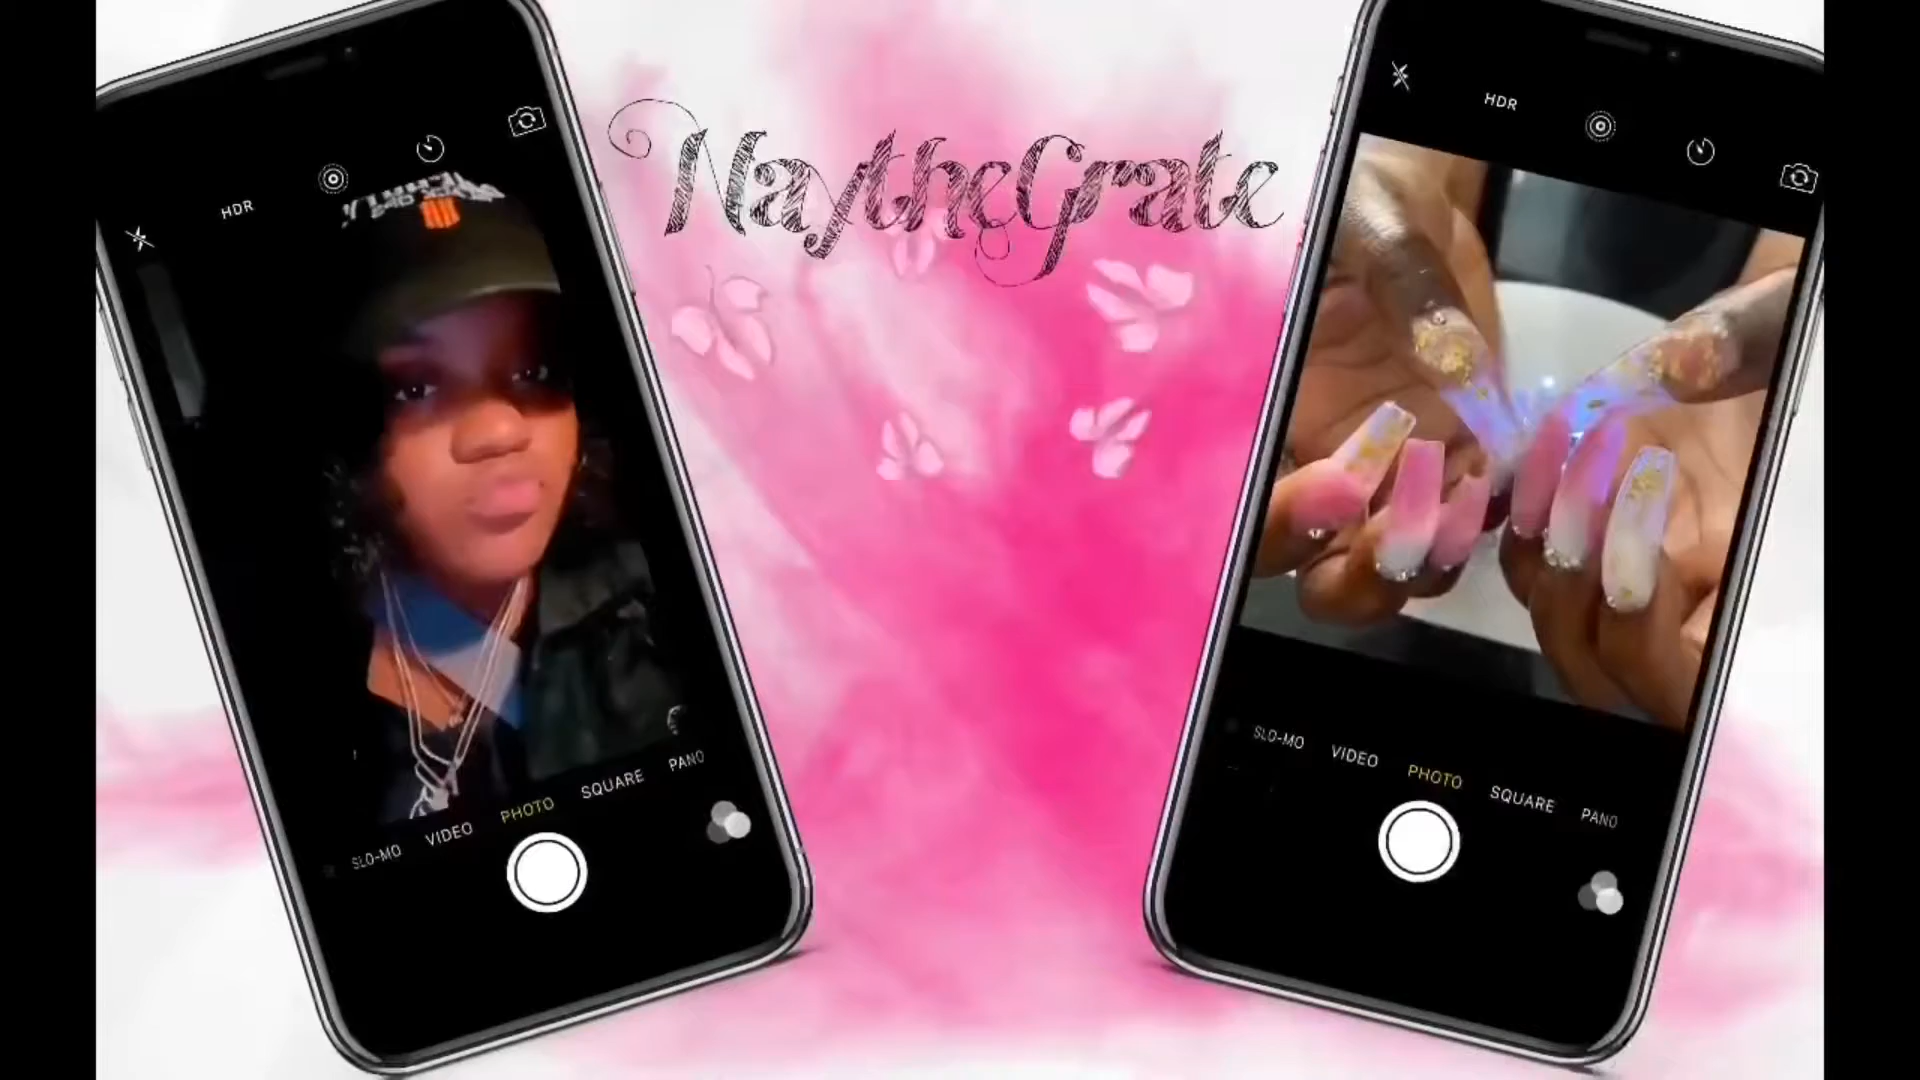 NaytheGrate
HDR
SLO-MO VIDEO PHOTO SQUARE PANO
HDR
SLO-MO VIDEO PHOTO SQUARE PANO